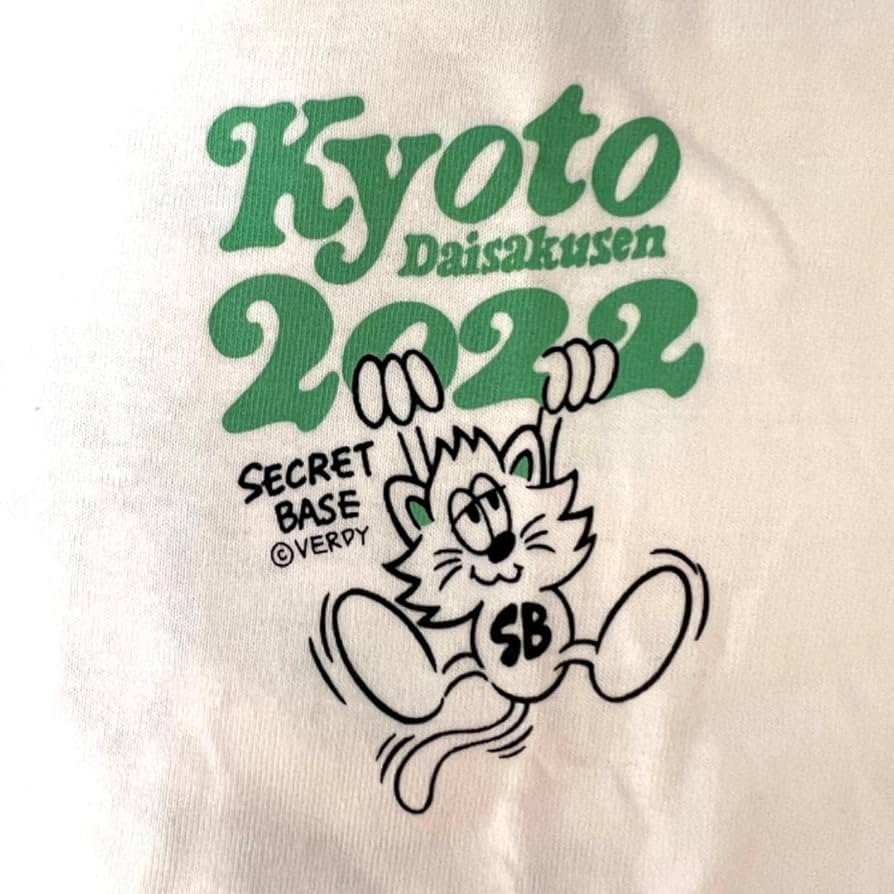 Kyoto
Daisakusen
2022
SECRET
BASE
©VERDY
SB